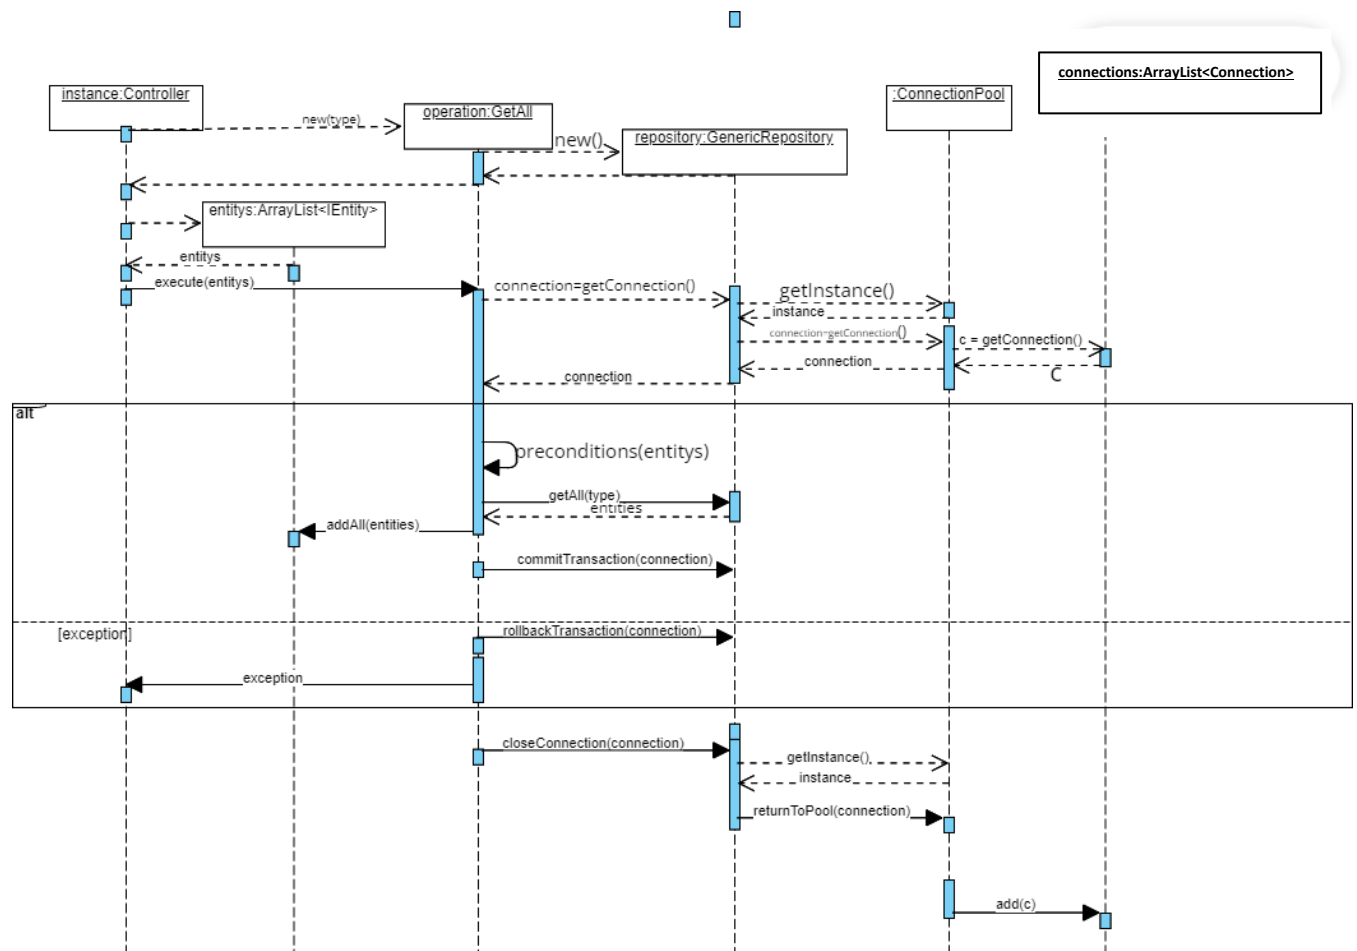 connections:ArrayList<Connection>
instance:Controller
:ConnectionPool
operation:GetAll
new(type)
new()
repository:GenericRepository
entitys:ArrayList<IEntity>
entitys
execute(entitys)
connection=getConnection()
getInstance()
instance
connection=getConnection()
c = getConnection()
connection
C
connection
alt
preconditions(entitys)
getAll(type)
entities
addAll(entities)
commitTransaction(connection)
[exception]
rollbackTransaction(connection)
exception
closeConnection(connection)
getInstance()
instance
returnToPool(connection)
add(c)